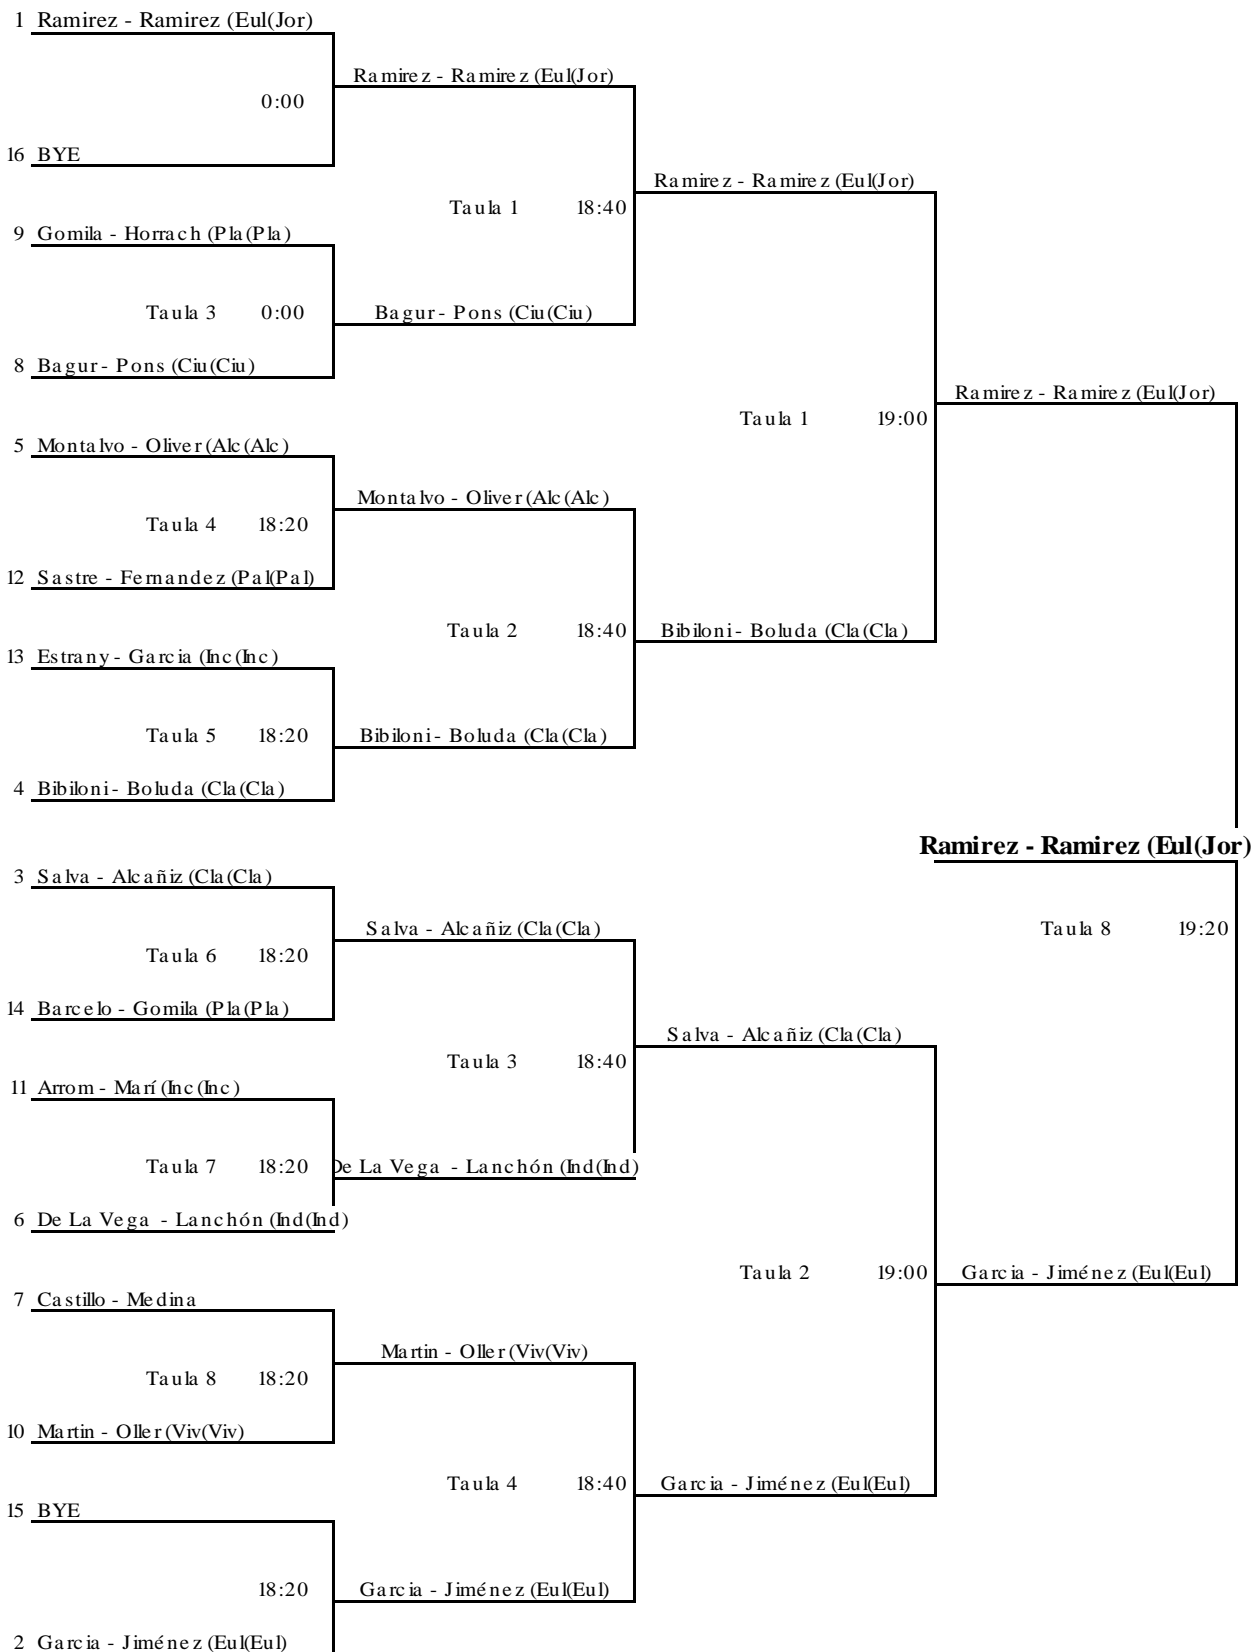 1 Ramirez - Ramirez (Eul(Jor)
Ramirez - Ramirez (Eul(Jor)
0:00
16 BYE
Ramirez - Ramirez (Eul(Jor)
Taula 1 18:40
9 Gomila - Horrach (Pla(Pla)
Taula 3 0:00 Bagur - Pons (Ciu(Ciu)
8 Bagur - Pons (Ciu(Ciu)
Ramirez - Ramirez (Eul(Jor)
Taula 1 19:00
5 Montalvo - Oliver (Alc(Alc)
Montalvo - Oliver (Alc(Alc)
Taula 4 18:20
12 Sastre - Fernandez (Pal(Pal)
Taula 2 18:40 Bibiloni - Boluda (Cla(Cla)
13 Estrany - Garcia (Inc(Inc)
Taula 5 18:20 Bibiloni - Boluda (Cla(Cla)
4 Bibiloni - Boluda (Cla(Cla)
Ramirez - Ramirez (Eul(Jor)
3 Salva - Alcañiz (Cla(Cla)
Salva - Alcañiz (Cla(Cla)
Taula 8 19:20
Taula 6 18:20
14 Barcelo - Gomila (Pla(Pla)
Salva - Alcañiz (Cla(Cla)
Taula 3 18:40
11 Arrom - Marí (Inc(Inc)
Taula 7 18:20 De La Vega - Lanchón (Ind(Ind)
6 De La Vega - Lanchón (Ind(Ind)
Taula 2 19:00 Garcia - Jiménez (Eul(Eul)
7 Castillo - Medina
Martin - Oller (Viv(Viv)
Taula 8 18:20
10 Martin - Oller (Viv(Viv)
Taula 4 18:40 Garcia - Jiménez (Eul(Eul)
15 BYE
18:20 Garcia - Jiménez (Eul(Eul)
2 Garcia - Jiménez (Eul(Eul)